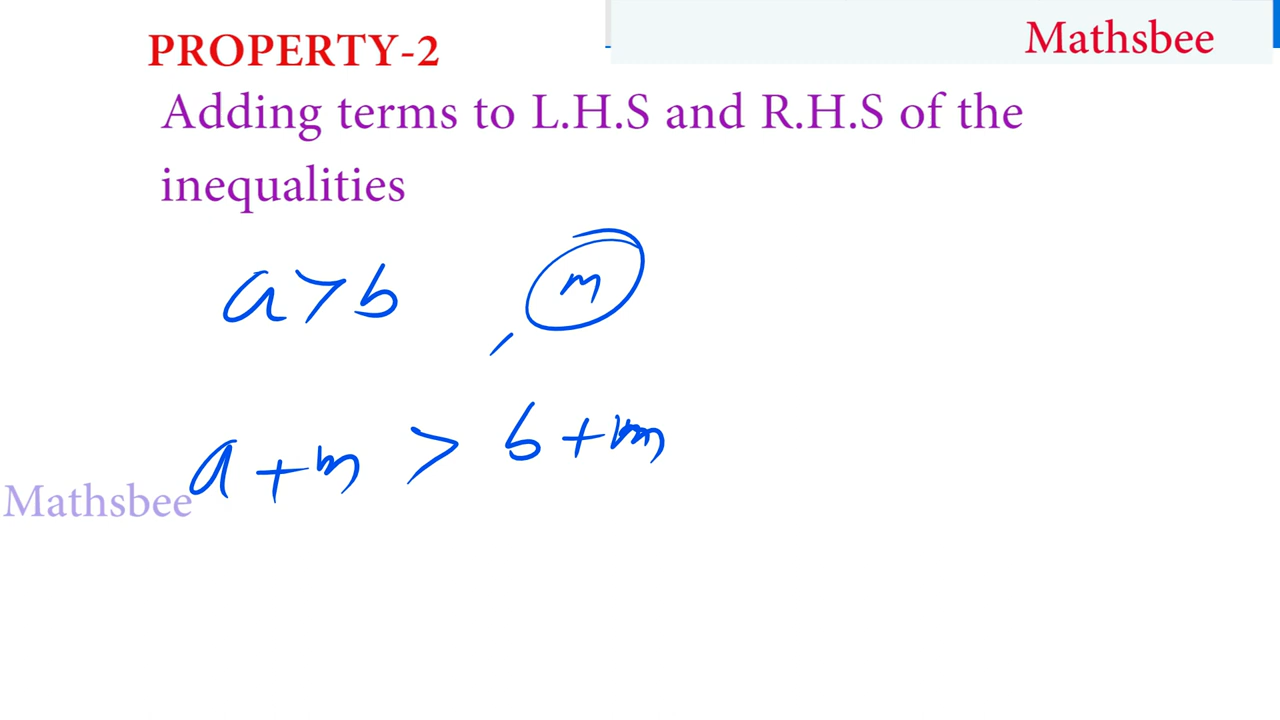 PROPERTY-2
Mathsbee
Adding terms to L.H.S and R.H.S of the
inequalities
a > b
m
a + m > b + m
Mathsbee